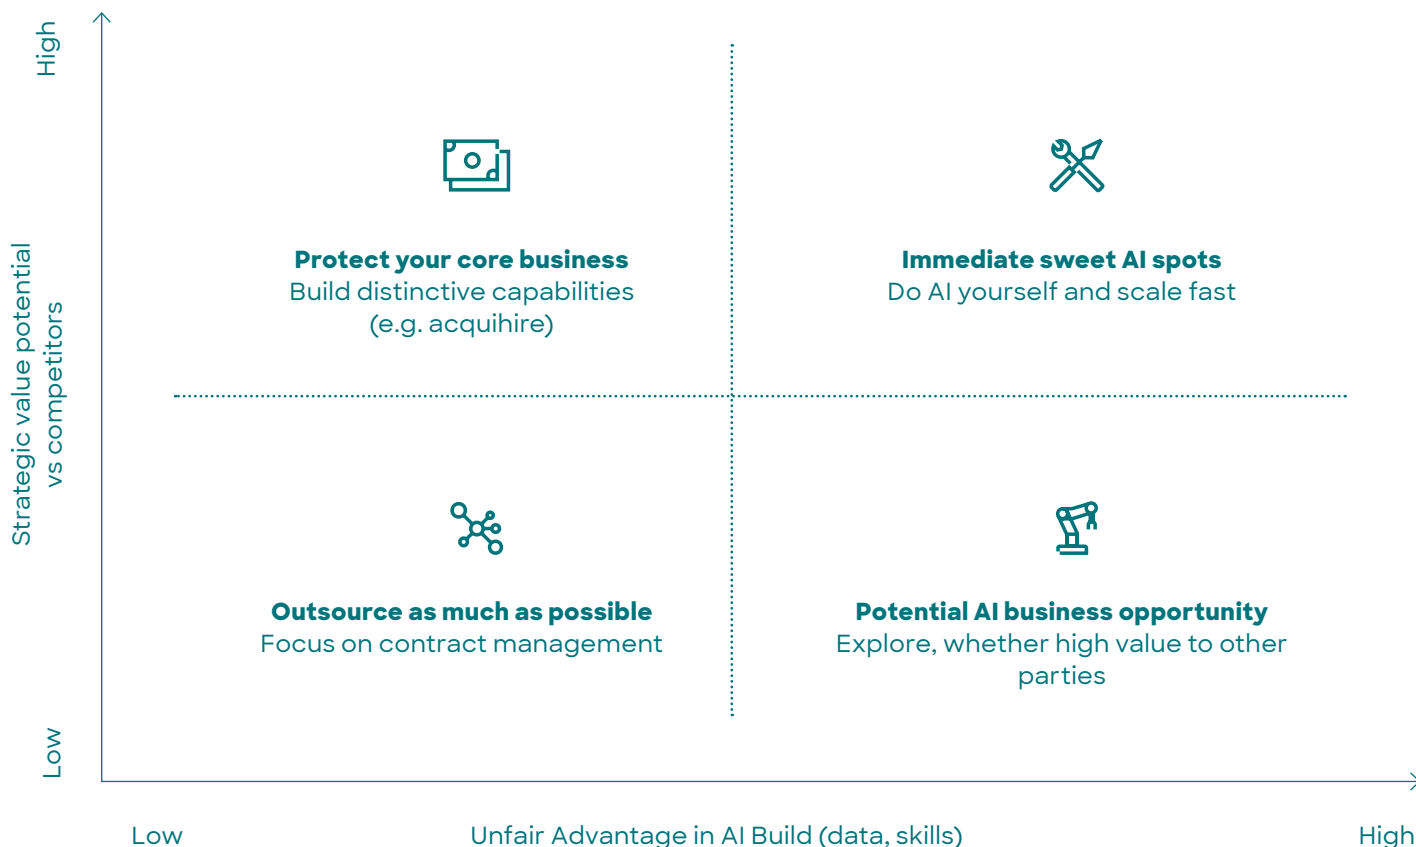 High
Strategic value potential
vs competitors
Low
Protect your core business
Build distinctive capabilities
(e.g. acquihire)
Immediate sweet AI spots
Do AI yourself and scale fast
Outsource as much as possible
Focus on contract management
Potential AI business opportunity
Explore, whether high value to other
parties
Low
Unfair Advantage in AI Build (data, skills)
High